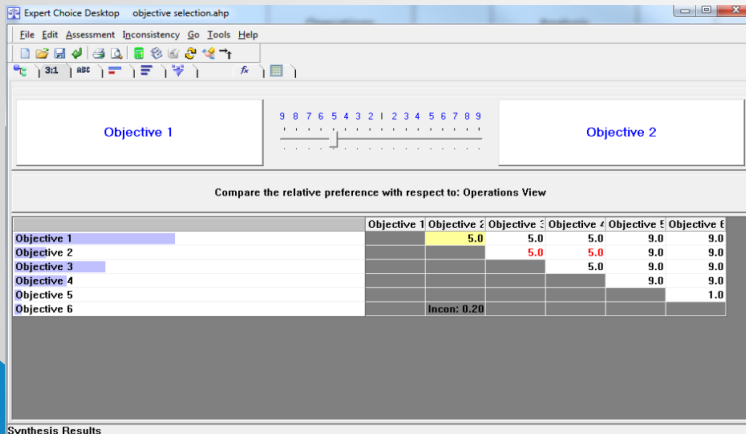 Expert Choice Desktop objective selection.ahp
File Edit Assessment Inconsistency Go Tools Help
3:1 ABC fx
9 8 7 6 5 4 3 2 1 2 3 4 5 6 7 8 9
Objective 1 Objective 2
Compare the relative preference with respect to: Operations View
Objective 1 Objective 2 Objective 3 Objective 4 Objective 5 Objective 6
Objective 1 5.0 5.0 5.0 9.0 9.0
Objective 2 5.0 5.0 9.0 9.0
Objective 3 5.0 9.0 9.0
Objective 4 9.0 9.0
Objective 5 1.0
Objective 6 Incon: 0.20
Synthesis Results